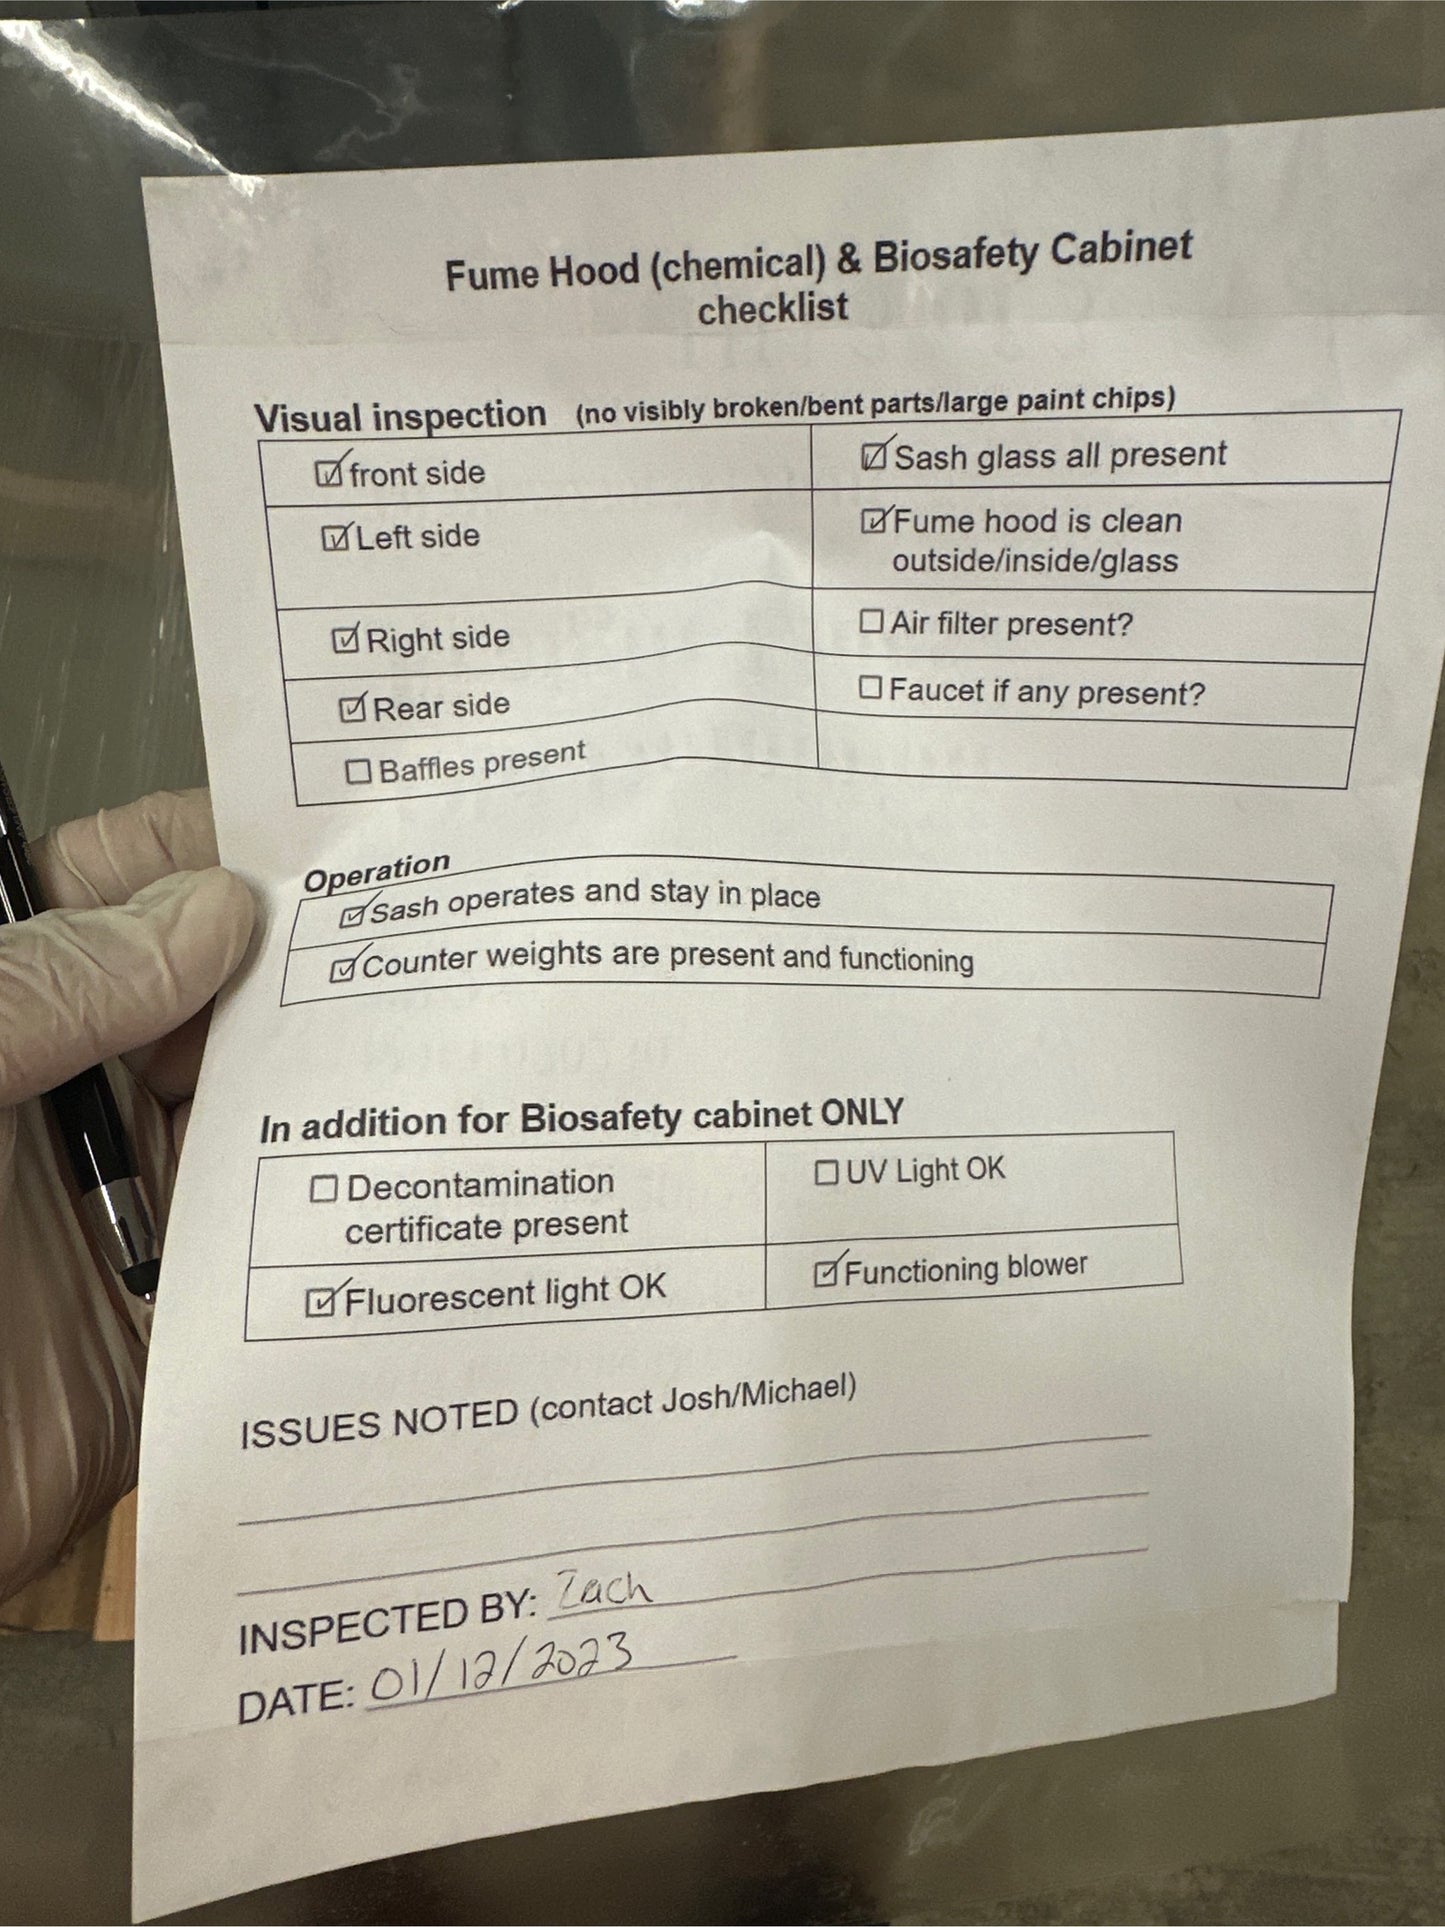 Fume Hood (chemical) & Biosafety Cabinet
checklist
Visual inspection (no visibly broken/bent parts/large paint chips)
☑ front side
☑ Sash glass all present
☑ Left side
☑ Fume hood is clean
outside/inside/glass
☑ Right side
☐ Air filter present?
☑ Rear side
☐ Faucet if any present?
☐ Baffles present
Operation
☑ Sash operates and stay in place
☑ Counter weights are present and functioning
In addition for Biosafety cabinet ONLY
☐ Decontamination
certificate present
☐ UV Light OK
☑ Fluorescent light OK
☑ Functioning blower
ISSUES NOTED (contact Josh/Michael)
INSPECTED BY: Zach
DATE: 01/12/2023